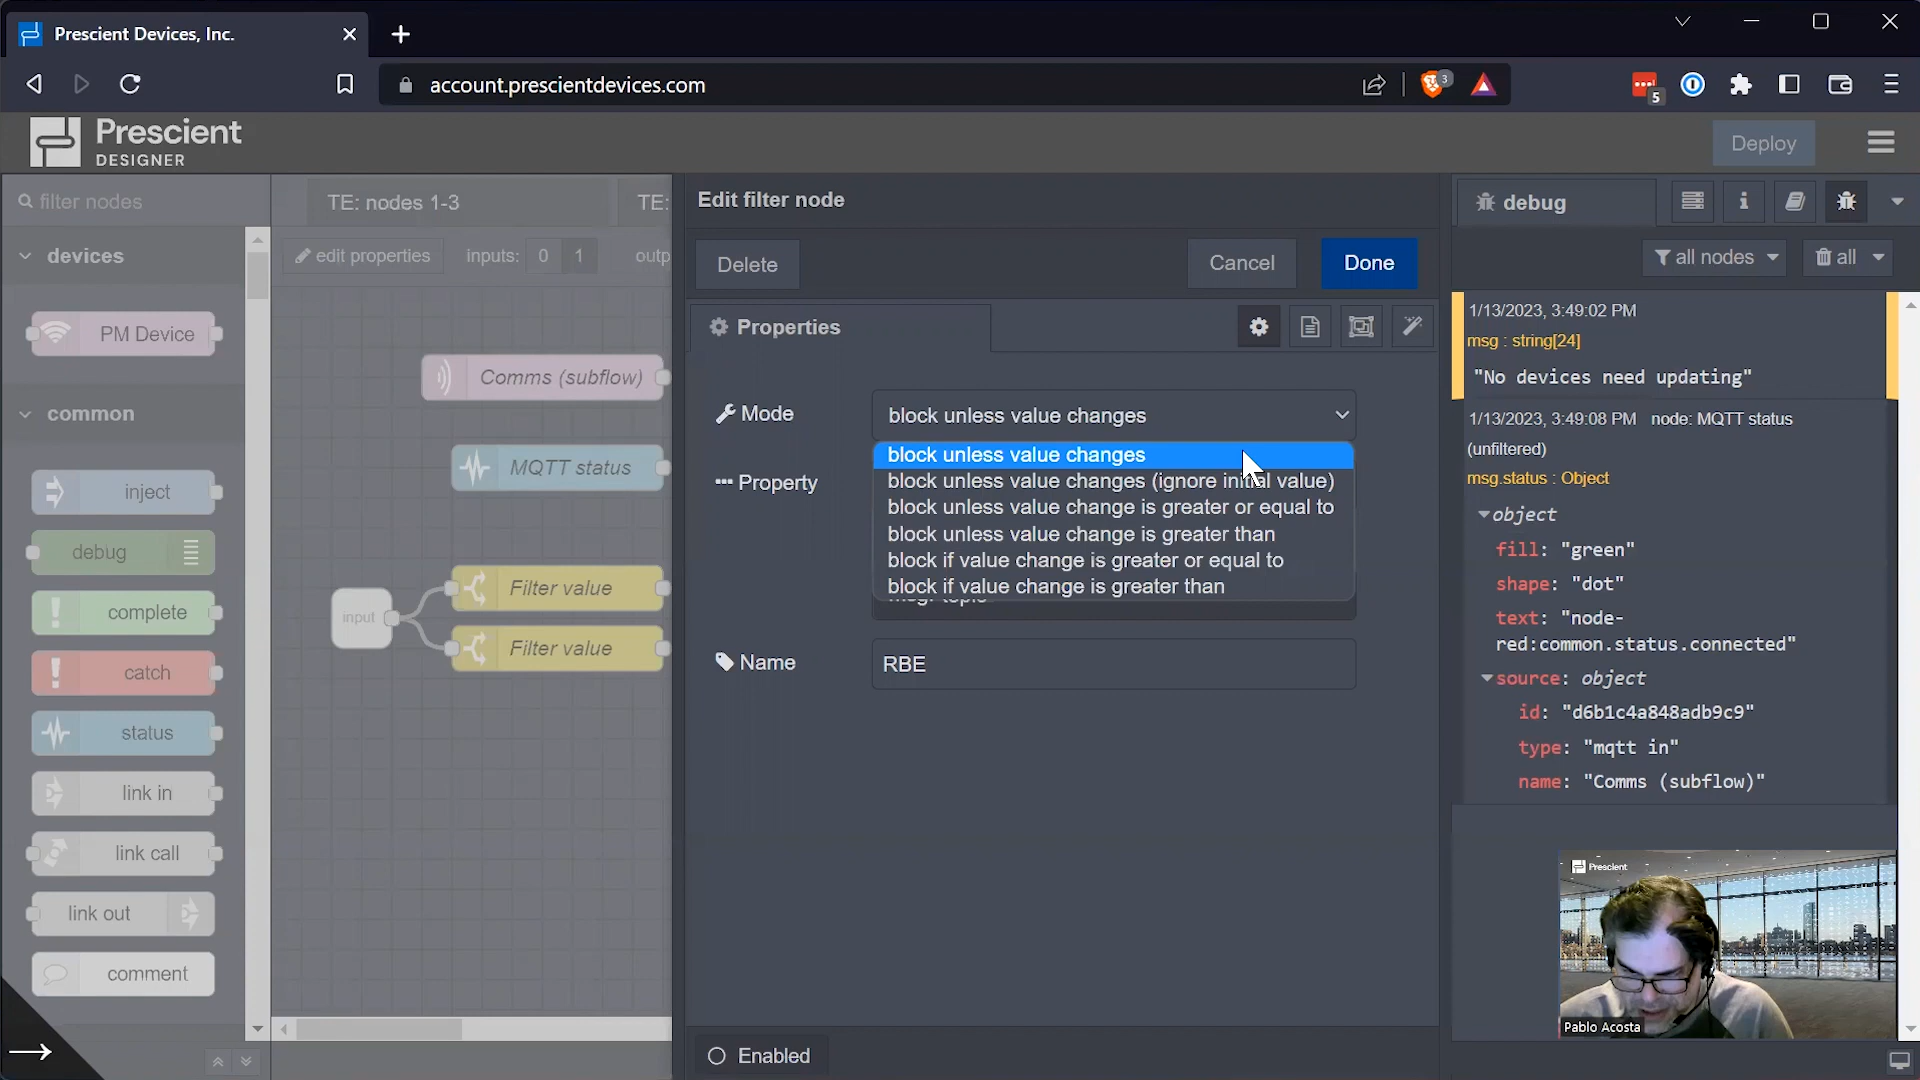 Prescient Devices, Inc.
account.prescientdevices.com
3
5
Prescient
DESIGNER
Deploy
filter nodes
devices
PM Device
common
inject
debug
complete
catch
status
link in
link call
link out
comment
TE: nodes 1-3
TE:
edit properties
inputs:
0
1
outp
Comms (subflow)
MQTT status
input
Filter value
Filter value
Edit filter node
Delete
Cancel
Done
Properties
Mode
block unless value changes
block unless value changes
block unless value changes (ignore initial value)
block unless value change is greater or equal to
block unless value change is greater than
block if value change is greater or equal to
block if value change is greater than
Property
Name
RBE
Enabled
debug
all nodes
all
1/13/2023, 3:49:02 PM
msg : string[24]
"No devices need updating"
1/13/2023, 3:49:08 PM node: MQTT status
(unfiltered)
msg.status : Object
object
fill: "green"
shape: "dot"
text: "node-
red:common.status.connected"
source: object
id: "d6b1c4a848adb9c9"
type: "mqtt in"
name: "Comms (subflow)"
Prescient
Pablo Acosta